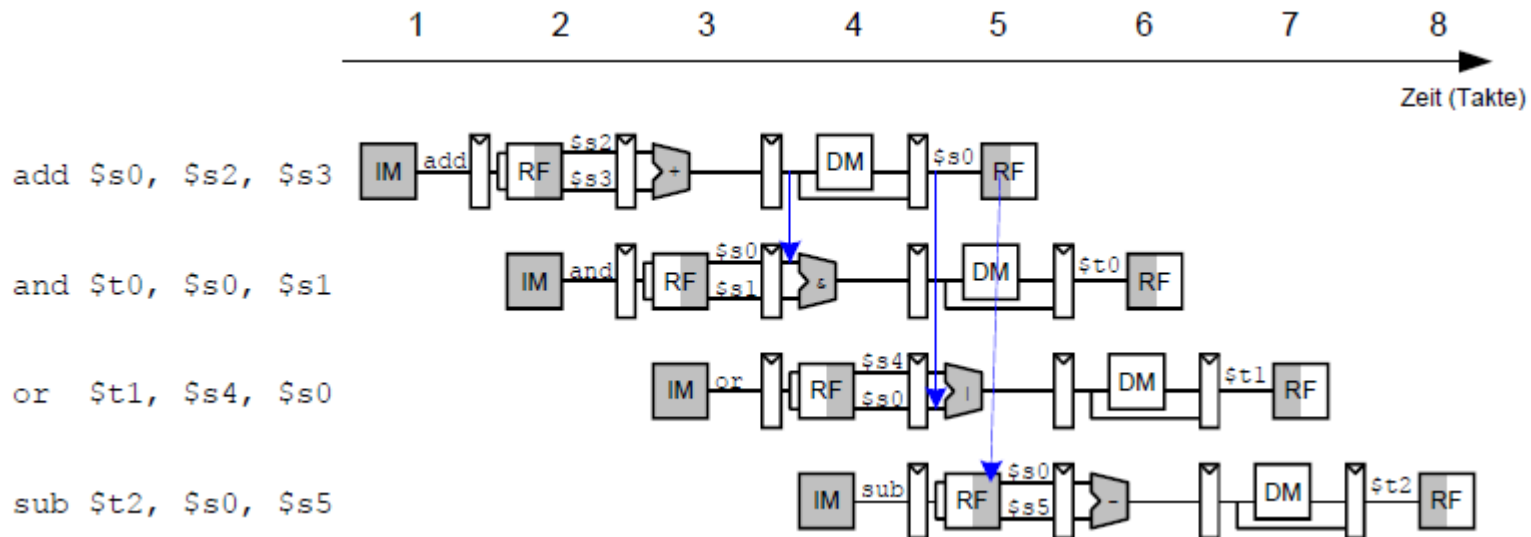 1 2 3 4 5 6 7 8
Zeit (Takte)
add $s0, $s2, $s3 IM add RF $s2 $s3 + DM $s0 RF
and $t0, $s0, $s1 IM and RF $s0 $s1 & DM $t0 RF
or $t1, $s4, $s0 IM or RF $s4 $s0 | DM $t1 RF
sub $t2, $s0, $s5 IM sub RF $s0 $s5 - DM $t2 RF